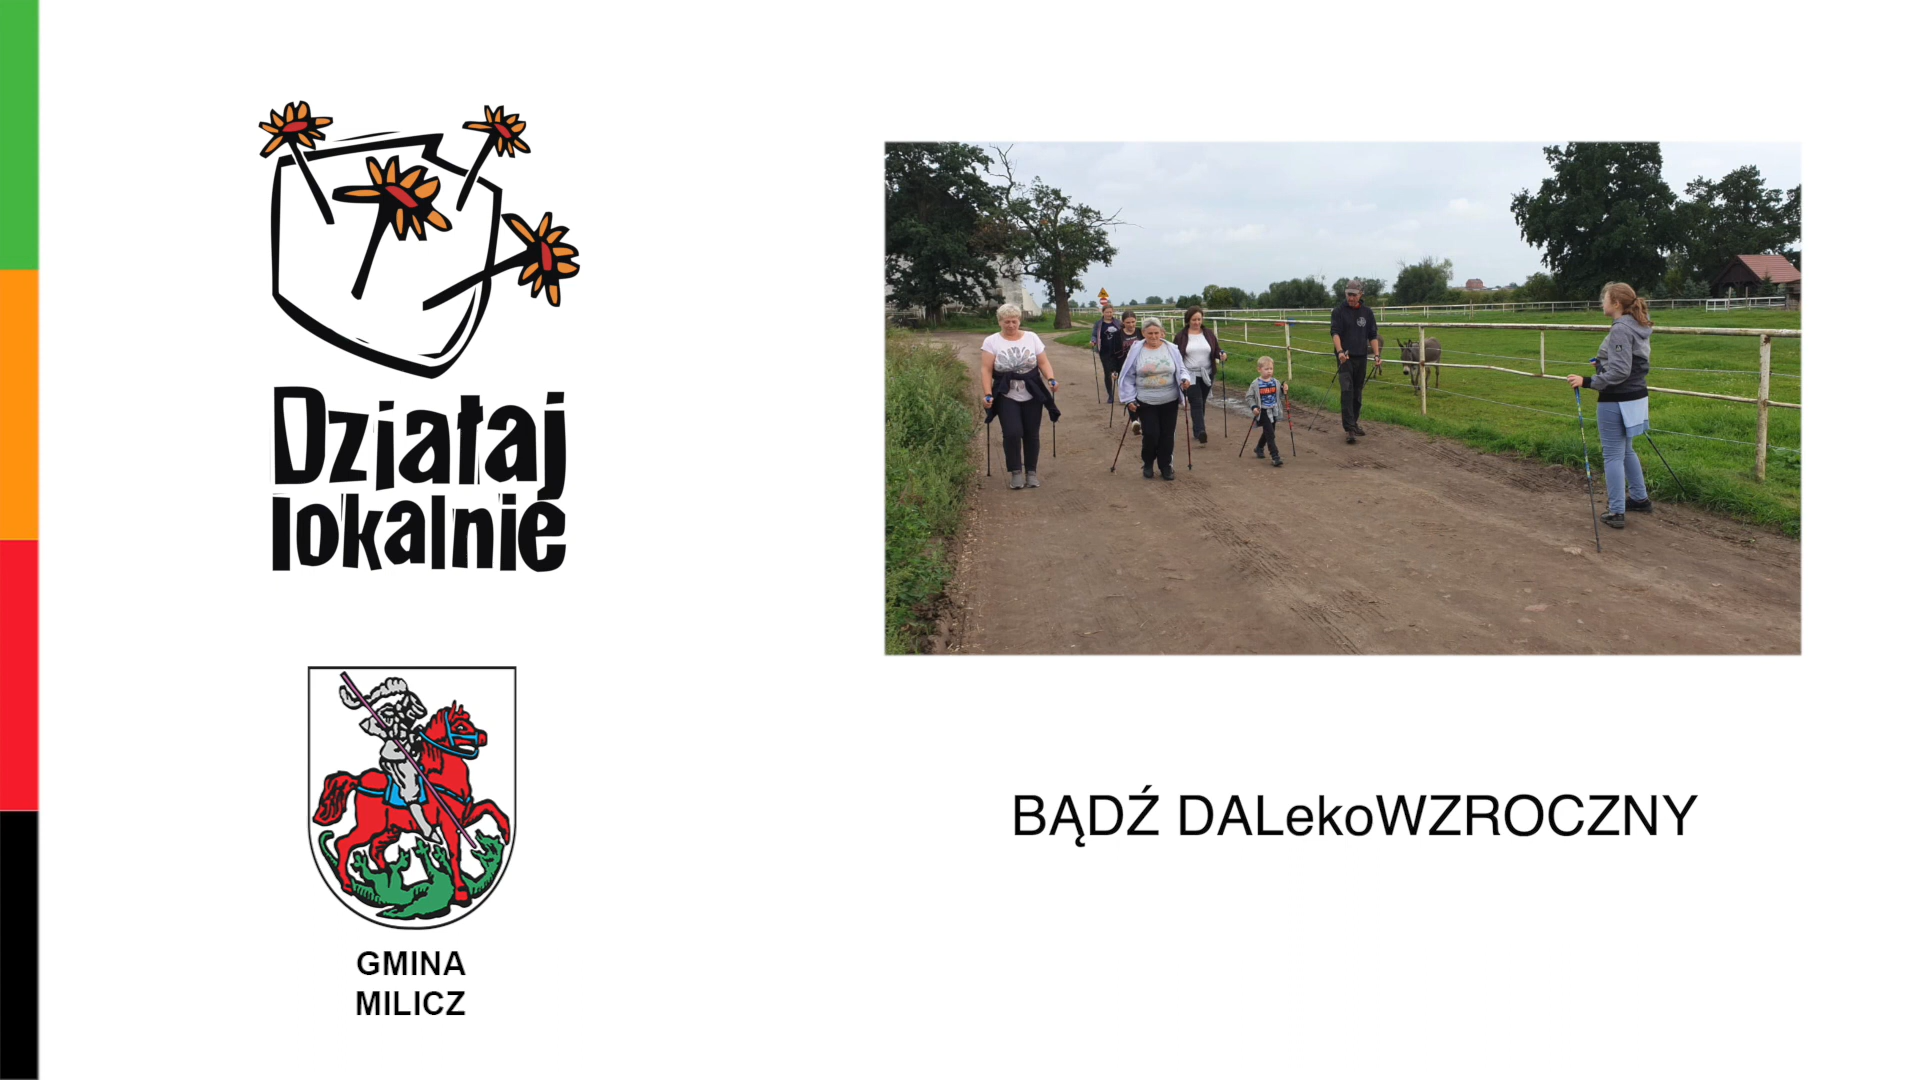 Działaj
lokalnie
GMINA
MILICZ
BĄDŹ DALekoWZROCZNY